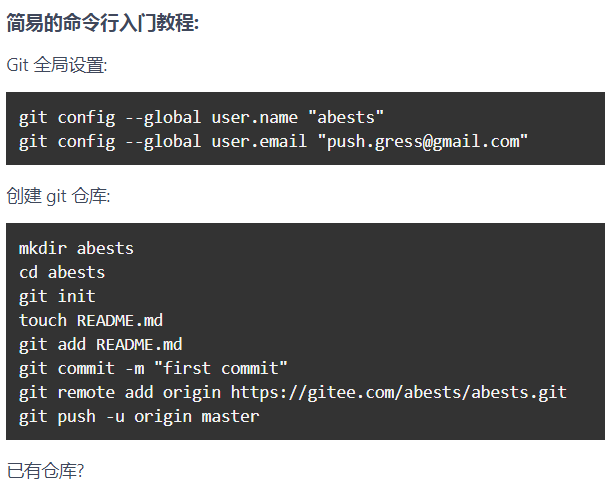 简易的命令行入门教程:
Git 全局设置:
git config --global user.name "abests"
git config --global user.email "push.gress@gmail.com"
创建 git 仓库:
mkdir abests
cd abests
git init
touch README.md
git add README.md
git commit -m "first commit"
git remote add origin https://gitee.com/abests/abests.git
git push -u origin master
已有仓库?